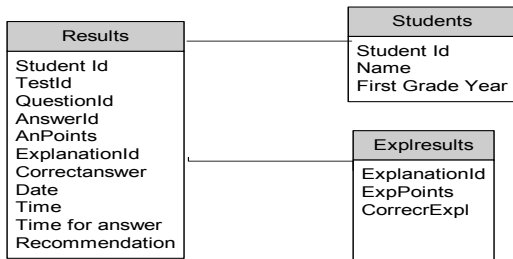 Results
Student Id
TestId
QuestionId
AnswerId
AnPoints
ExplanationId
Correctanswer
Date
Time
Time for answer
Recommendation
Students
Student Id
Name
First Grade Year
Explresults
ExplanationId
ExpPoints
CorrecrExpl